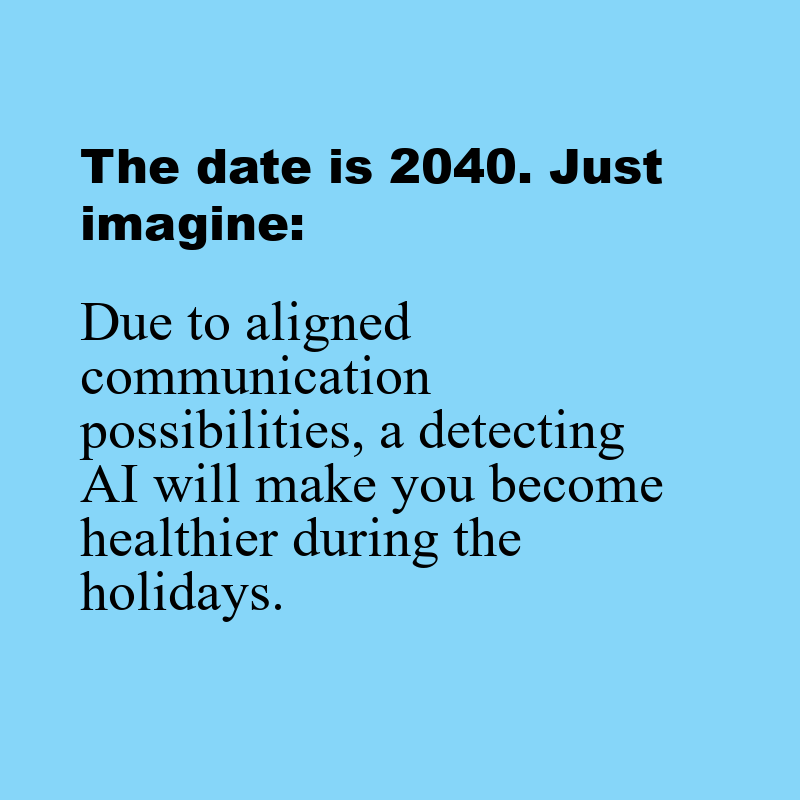 The date is 2040. Just
imagine:
Due to aligned
communication
possibilities, a detecting
AI will make you become
healthier during the
holidays.